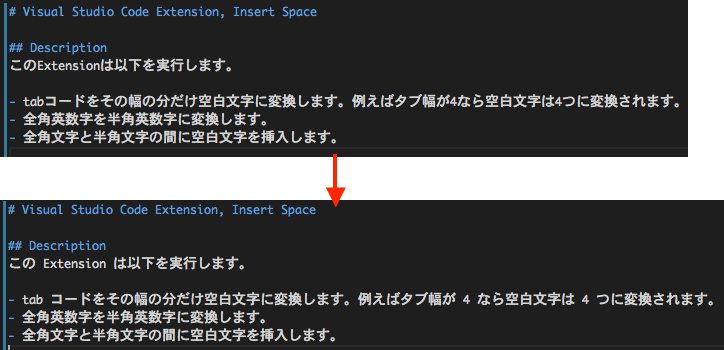 # Visual Studio Code Extension, Insert Space
## Description
このExtensionは以下を実行します。
- tabコードをその幅の分だけ空白文字に変換します。例えばタブ幅が4なら空白文字は4つに変換されます。
- 全角英数字を半角英数字に変換します。
- 全角文字と半角文字の間に空白文字を挿入します。
# Visual Studio Code Extension, Insert Space
## Description
この Extension は以下を実行します。
- tab コードをその幅の分だけ空白文字に変換します。例えばタブ幅が 4 なら空白文字は 4 つに変換されます。
- 全角英数字を半角英数字に変換します。
- 全角文字と半角文字の間に空白文字を挿入します。